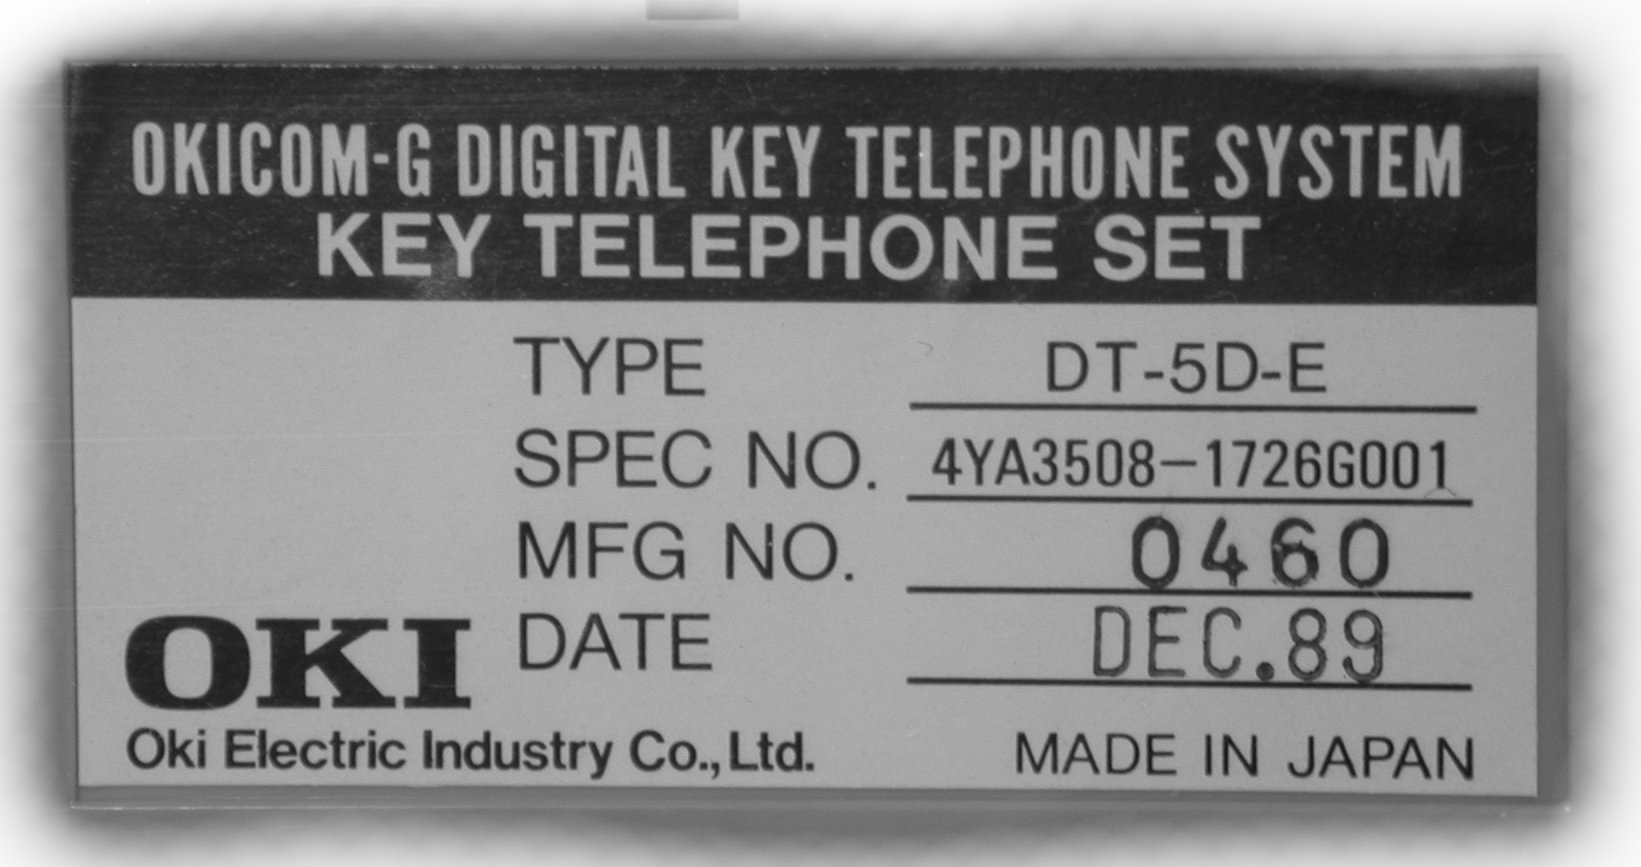 OKICOM-G DIGITAL KEY TELEPHONE SYSTEM
KEY TELEPHONE SET
TYPE DT-5D-E
SPEC NO. 4YA3508-1726G001
MFG NO. 0460
DATE DEC.89
OKI
Oki Electric Industry Co., Ltd. MADE IN JAPAN